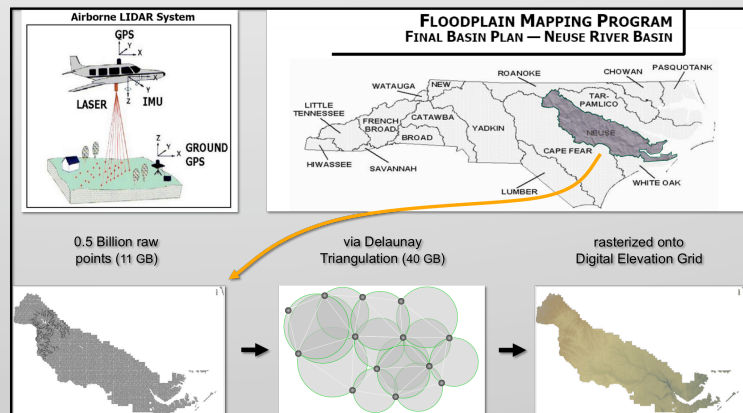 Airborne LIDAR System
GPS
Y
X
Z
IMU
X
Y
Z
LASER
Z
Y
X
GROUND
GPS
FLOODPLAIN MAPPING PROGRAM
FINAL BASIN PLAN — NEUSE RIVER BASIN
ROANOKE
CHOWAN
PASQUOTANK
WATAUGA
NEW
TAR-
PAMLICO
LITTLE
TENNESSEE
FRENCH
BROAD
CATAWBA
BROAD
YADKIN
NEUSE
CAPE FEAR
HIWASSEE
SAVANNAH
LUMBER
WHITE OAK
0.5 Billion raw
points (11 GB)
via Delaunay
Triangulation (40 GB)
rasterized onto
Digital Elevation Grid